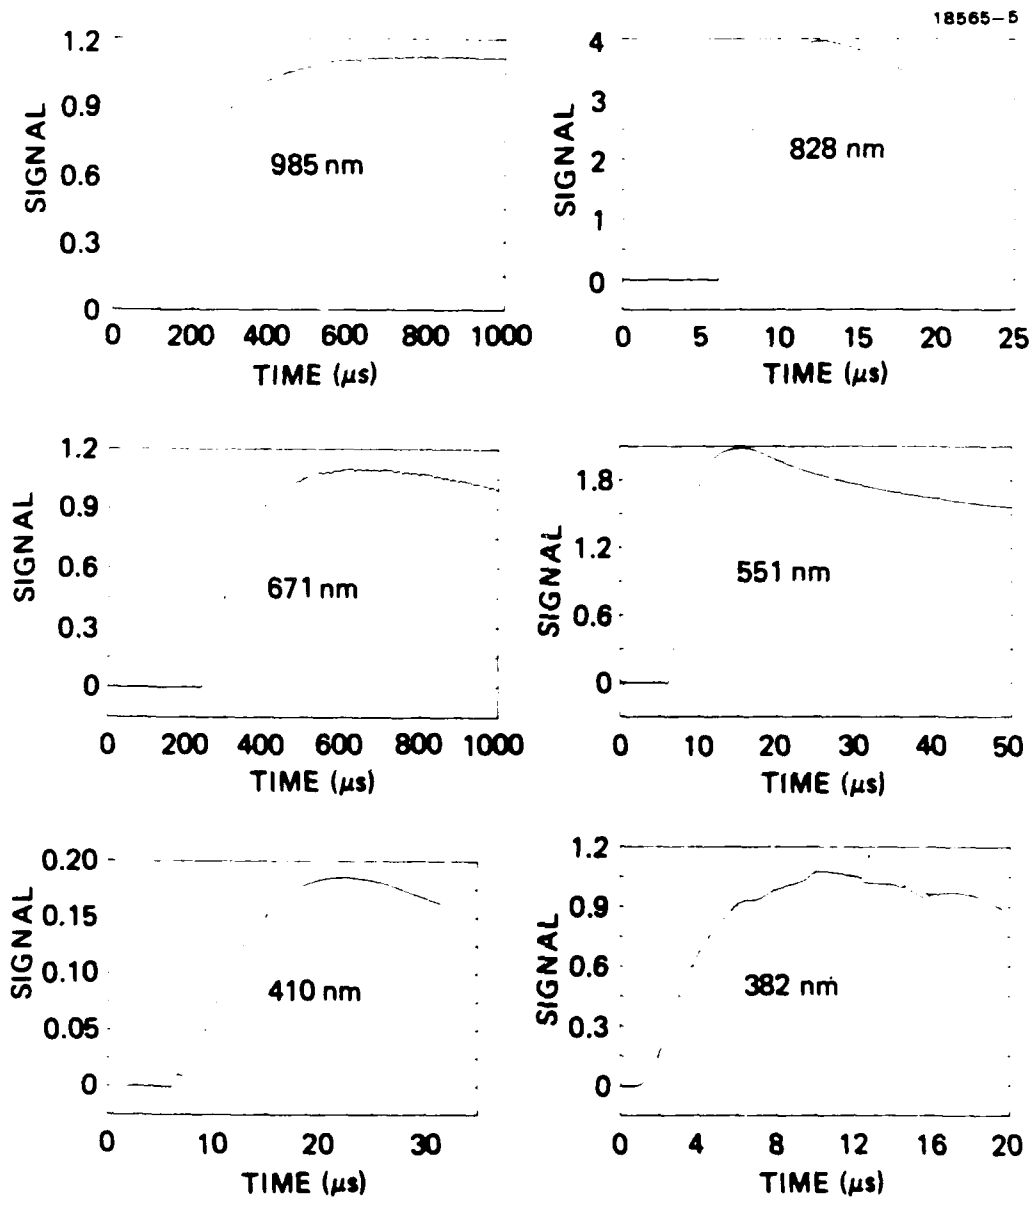 18565-5
1.2
0.9
0.6
0.3
0
SIGNAL
985 nm
0 200 400 600 800 1000
TIME (μs)
4
3
2
1
0
SIGNAL
828 nm
0 5 10 15 20 25
TIME (μs)
1.2
0.9
0.6
0.3
0
SIGNAL
671 nm
0 200 400 600 800 1000
TIME (μs)
1.8
1.2
0.6
0
SIGNAL
551 nm
0 10 20 30 40 50
TIME (μs)
0.20
0.15
0.10
0.05
0
SIGNAL
410 nm
0 10 20 30
TIME (μs)
1.2
0.9
0.6
0.3
0
SIGNAL
382 nm
0 4 8 12 16 20
TIME (μs)